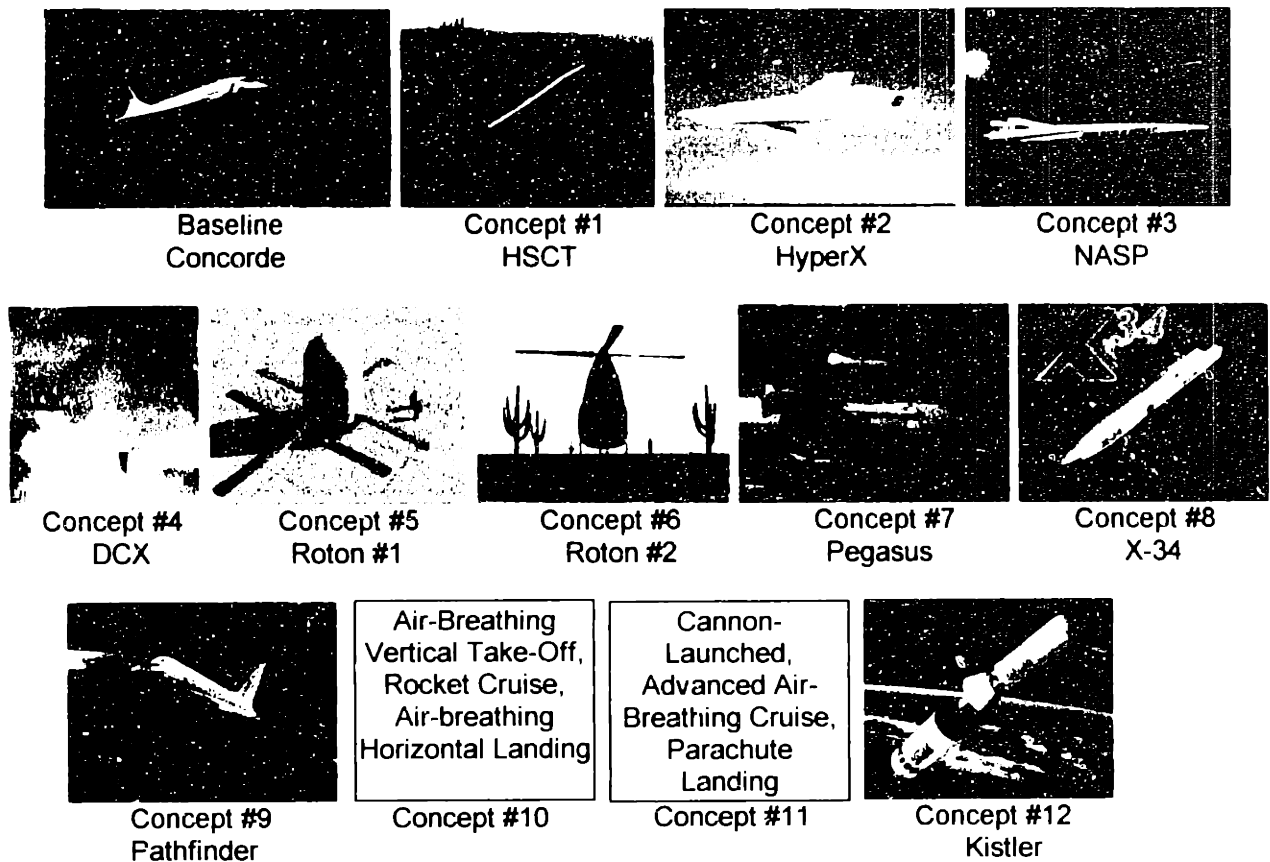 Baseline
Concorde
Concept #1
HSCT
Concept #2
HyperX
Concept #3
NASP
34
Concept #4
DCX
Concept #5
Roton #1
Concept #6
Roton #2
Concept #7
Pegasus
Concept #8
X-34
Air-Breathing
Vertical Take-Off,
Rocket Cruise,
Air-breathing
Horizontal Landing
Cannon-
Launched,
Advanced Air-
Breathing Cruise,
Parachute
Landing
Concept #9
Pathfinder
Concept #10
Concept #11
Concept #12
Kistler